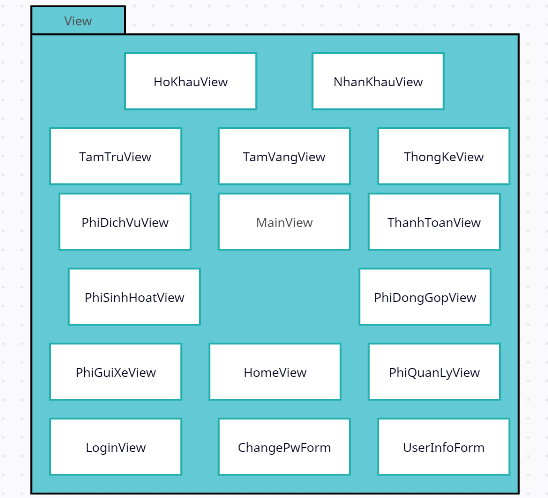 View
HoKhauView
NhanKhauView
TamTruView
TamVangView
ThongKeView
PhiDichVuView
MainView
ThanhToanView
PhiSinhHoatView
PhiDongGopView
PhiGuiXeView
HomeView
PhiQuanLyView
LoginView
ChangePwForm
UserInfoForm